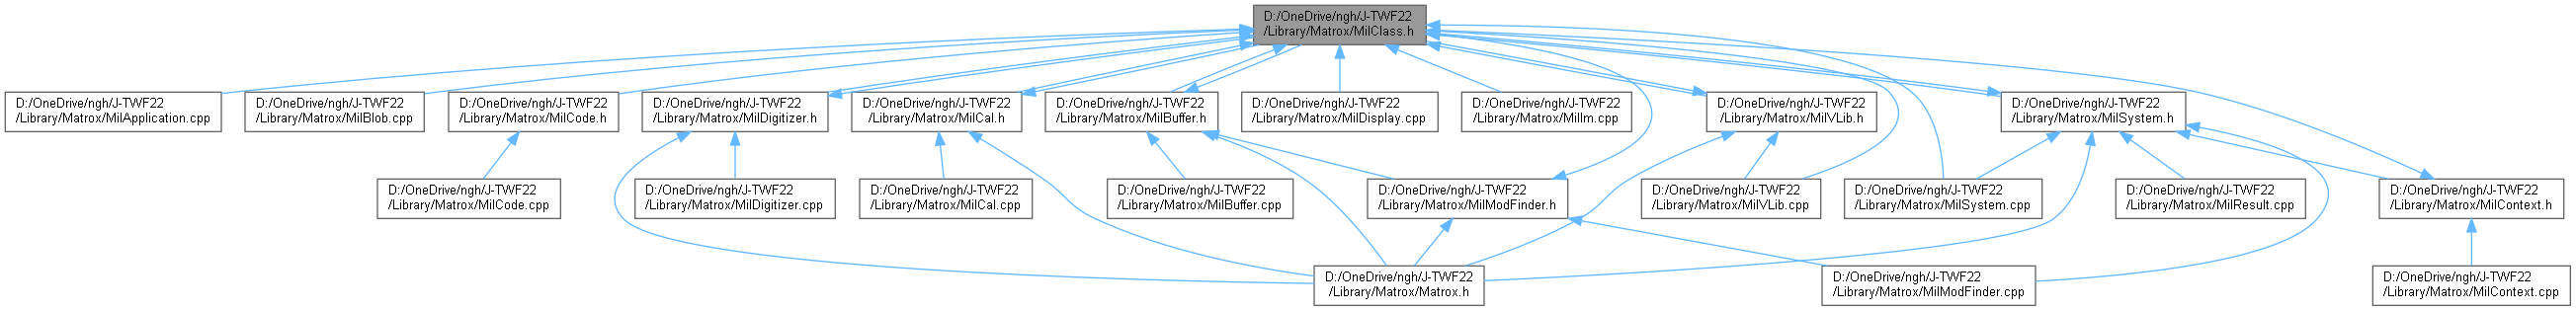 D:/OneDrive/ngh/J-TWF22
/Library/Matrox/MilClass.h
D:/OneDrive/ngh/J-TWF22
/Library/Matrox/MilApplication.cpp
D:/OneDrive/ngh/J-TWF22
/Library/Matrox/MilBlob.cpp
D:/OneDrive/ngh/J-TWF22
/Library/Matrox/MilCode.h
D:/OneDrive/ngh/J-TWF22
/Library/Matrox/MilDigitizer.h
D:/OneDrive/ngh/J-TWF22
/Library/Matrox/MilCal.h
D:/OneDrive/ngh/J-TWF22
/Library/Matrox/MilBuffer.h
D:/OneDrive/ngh/J-TWF22
/Library/Matrox/MilDisplay.cpp
D:/OneDrive/ngh/J-TWF22
/Library/Matrox/MilIm.cpp
D:/OneDrive/ngh/J-TWF22
/Library/Matrox/MilVLib.h
D:/OneDrive/ngh/J-TWF22
/Library/Matrox/MilSystem.h
D:/OneDrive/ngh/J-TWF22
/Library/Matrox/MilCode.cpp
D:/OneDrive/ngh/J-TWF22
/Library/Matrox/MilDigitizer.cpp
D:/OneDrive/ngh/J-TWF22
/Library/Matrox/MilCal.cpp
D:/OneDrive/ngh/J-TWF22
/Library/Matrox/MilBuffer.cpp
D:/OneDrive/ngh/J-TWF22
/Library/Matrox/MilModFinder.h
D:/OneDrive/ngh/J-TWF22
/Library/Matrox/MilVLib.cpp
D:/OneDrive/ngh/J-TWF22
/Library/Matrox/MilSystem.cpp
D:/OneDrive/ngh/J-TWF22
/Library/Matrox/MilResult.cpp
D:/OneDrive/ngh/J-TWF22
/Library/Matrox/MilContext.h
D:/OneDrive/ngh/J-TWF22
/Library/Matrox/Matrox.h
D:/OneDrive/ngh/J-TWF22
/Library/Matrox/MilModFinder.cpp
D:/OneDrive/ngh/J-TWF22
/Library/Matrox/MilContext.cpp